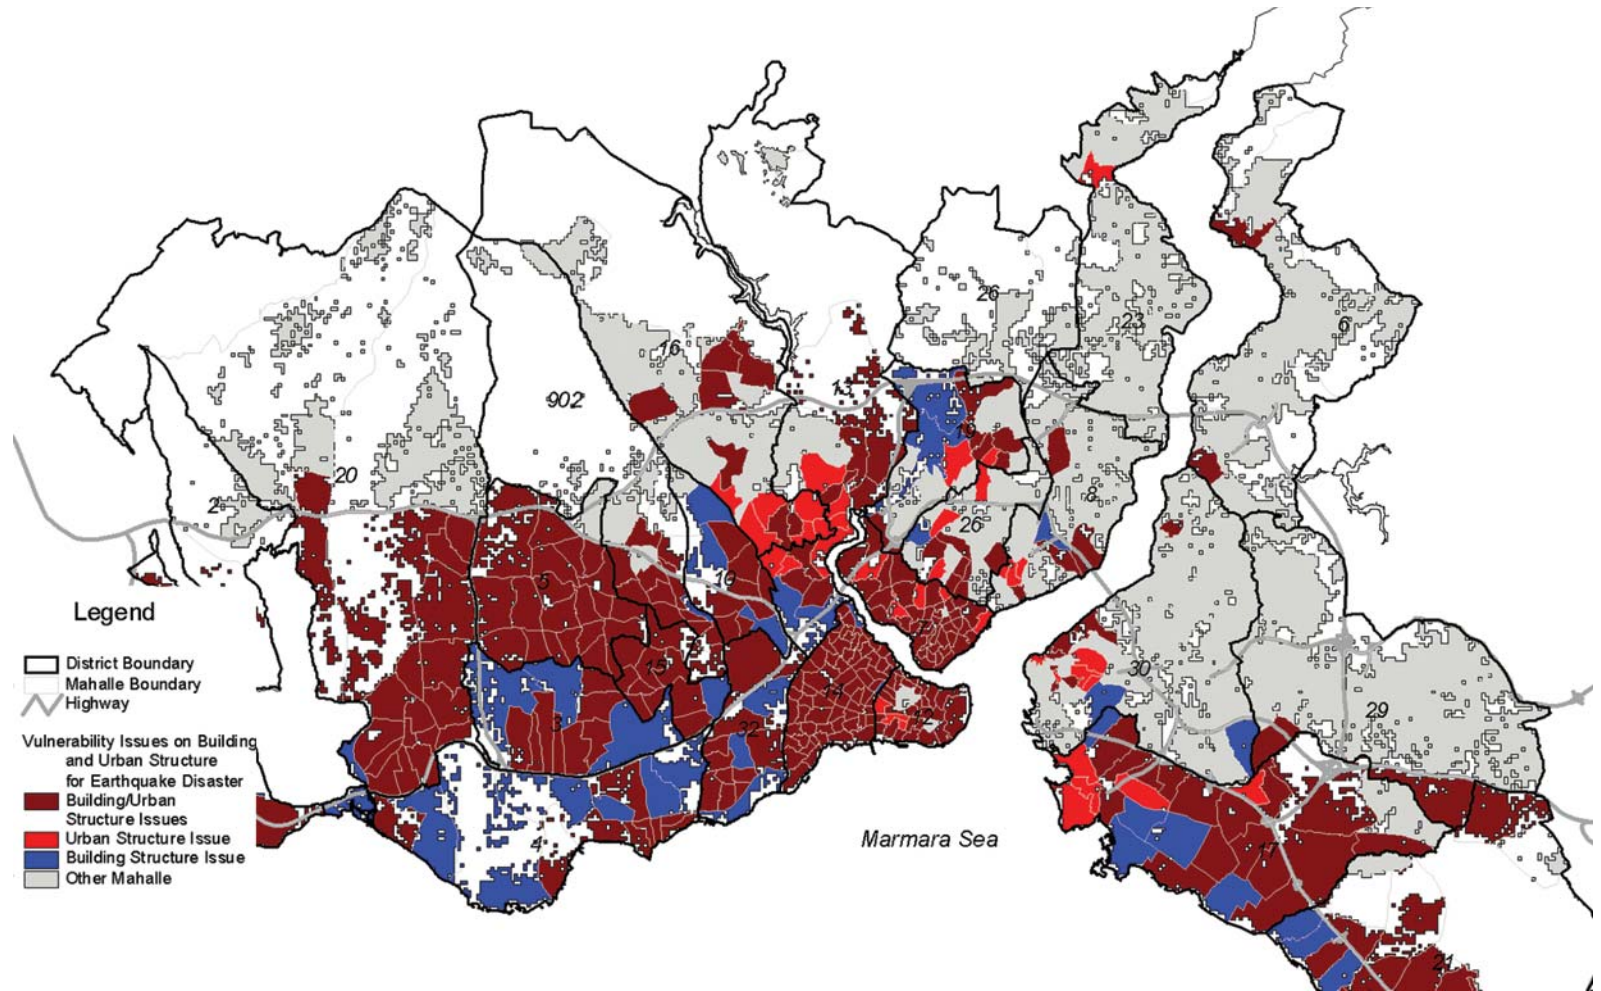 26
23
6
16
902
13
19
20
2
8
26
5
10
Legend
District Boundary
Mahalle Boundary
Highway
Vulnerability Issues on Building
and Urban Structure
for Earthquake Disaster
Building/Urban
Structure Issues
Urban Structure Issue
Building Structure Issue
Other Mahalle
7
15
30
14
12
29
3
32
4
Marmara Sea
17
21